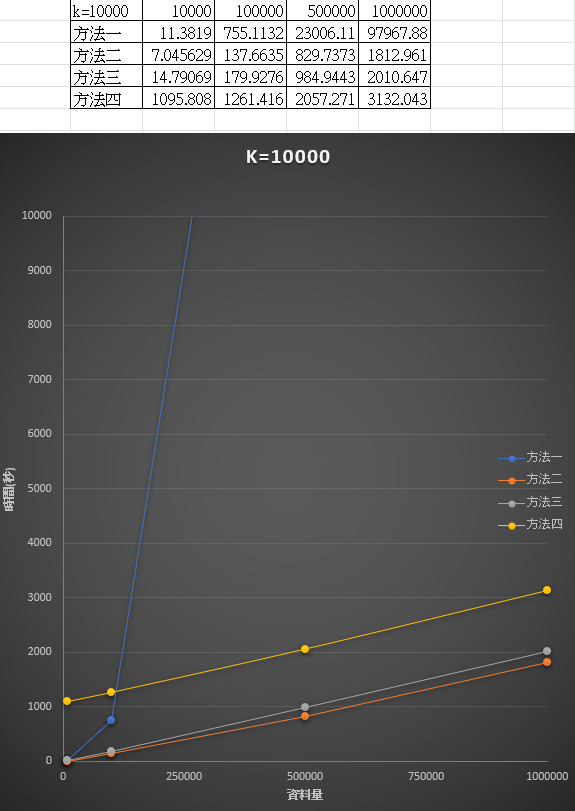 k=10000 10000 100000 500000 1000000
方法一 11.3819 755.1132 23006.11 97967.88
方法二 7.045629 137.6635 829.7373 1812.961
方法三 14.79069 179.9276 984.9443 2010.647
方法四 1095.808 1261.416 2057.271 3132.043
K=10000
10000
9000
8000
7000
6000
5000
4000
3000
2000
1000
0
時間(秒)
方法一
方法二
方法三
方法四
0 250000 500000 750000 1000000
資料量